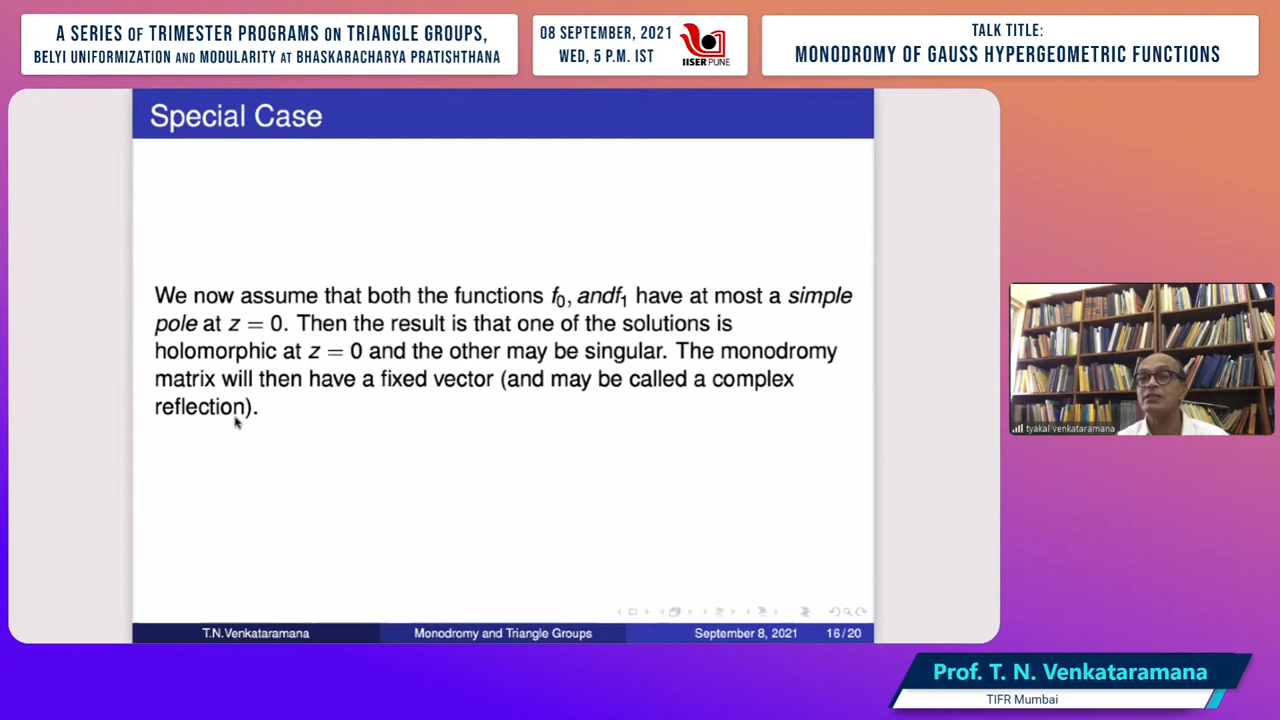 A SERIES OF TRIMESTER PROGRAMS ON TRIANGLE GROUPS,
BELYI UNIFORMIZATION AND MODULARITY AT BHASKARACHARYA PRATISHTHANA
08 SEPTEMBER, 2021
WED, 5 P.M. IST
IISER PUNE
TALK TITLE:
MONODROMY OF GAUSS HYPERGEOMETRIC FUNCTIONS
Special Case
We now assume that both the functions f₀, andf₁ have at most a simple
pole at z = 0. Then the result is that one of the solutions is
holomorphic at z = 0 and the other may be singular. The monodromy
matrix will then have a fixed vector (and may be called a complex
reflection).
tyakal venkataramana
T.N.Venkataramana
Monodromy and Triangle Groups
September 8, 2021
16 / 20
Prof. T. N. Venkataramana
TIFR Mumbai